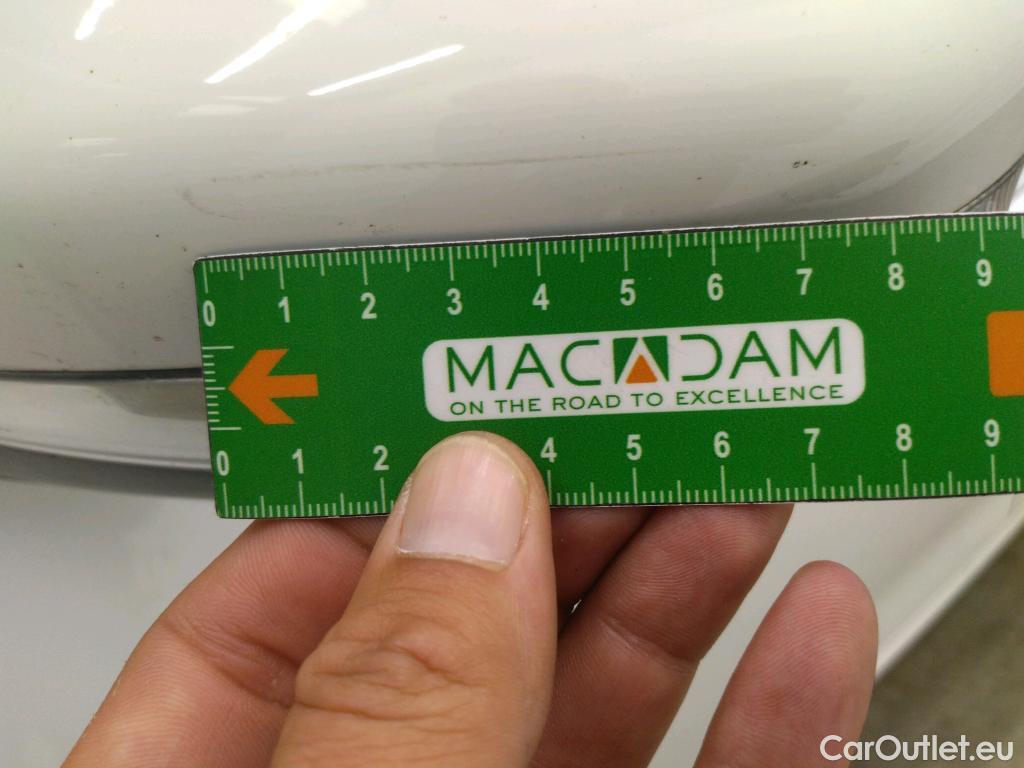 0 1 2 3 4 5 6 7 8 9
MACADAM
ON THE ROAD TO EXCELLENCE
0 1 2 4 5 6 7 8 9
CarOutlet.eu